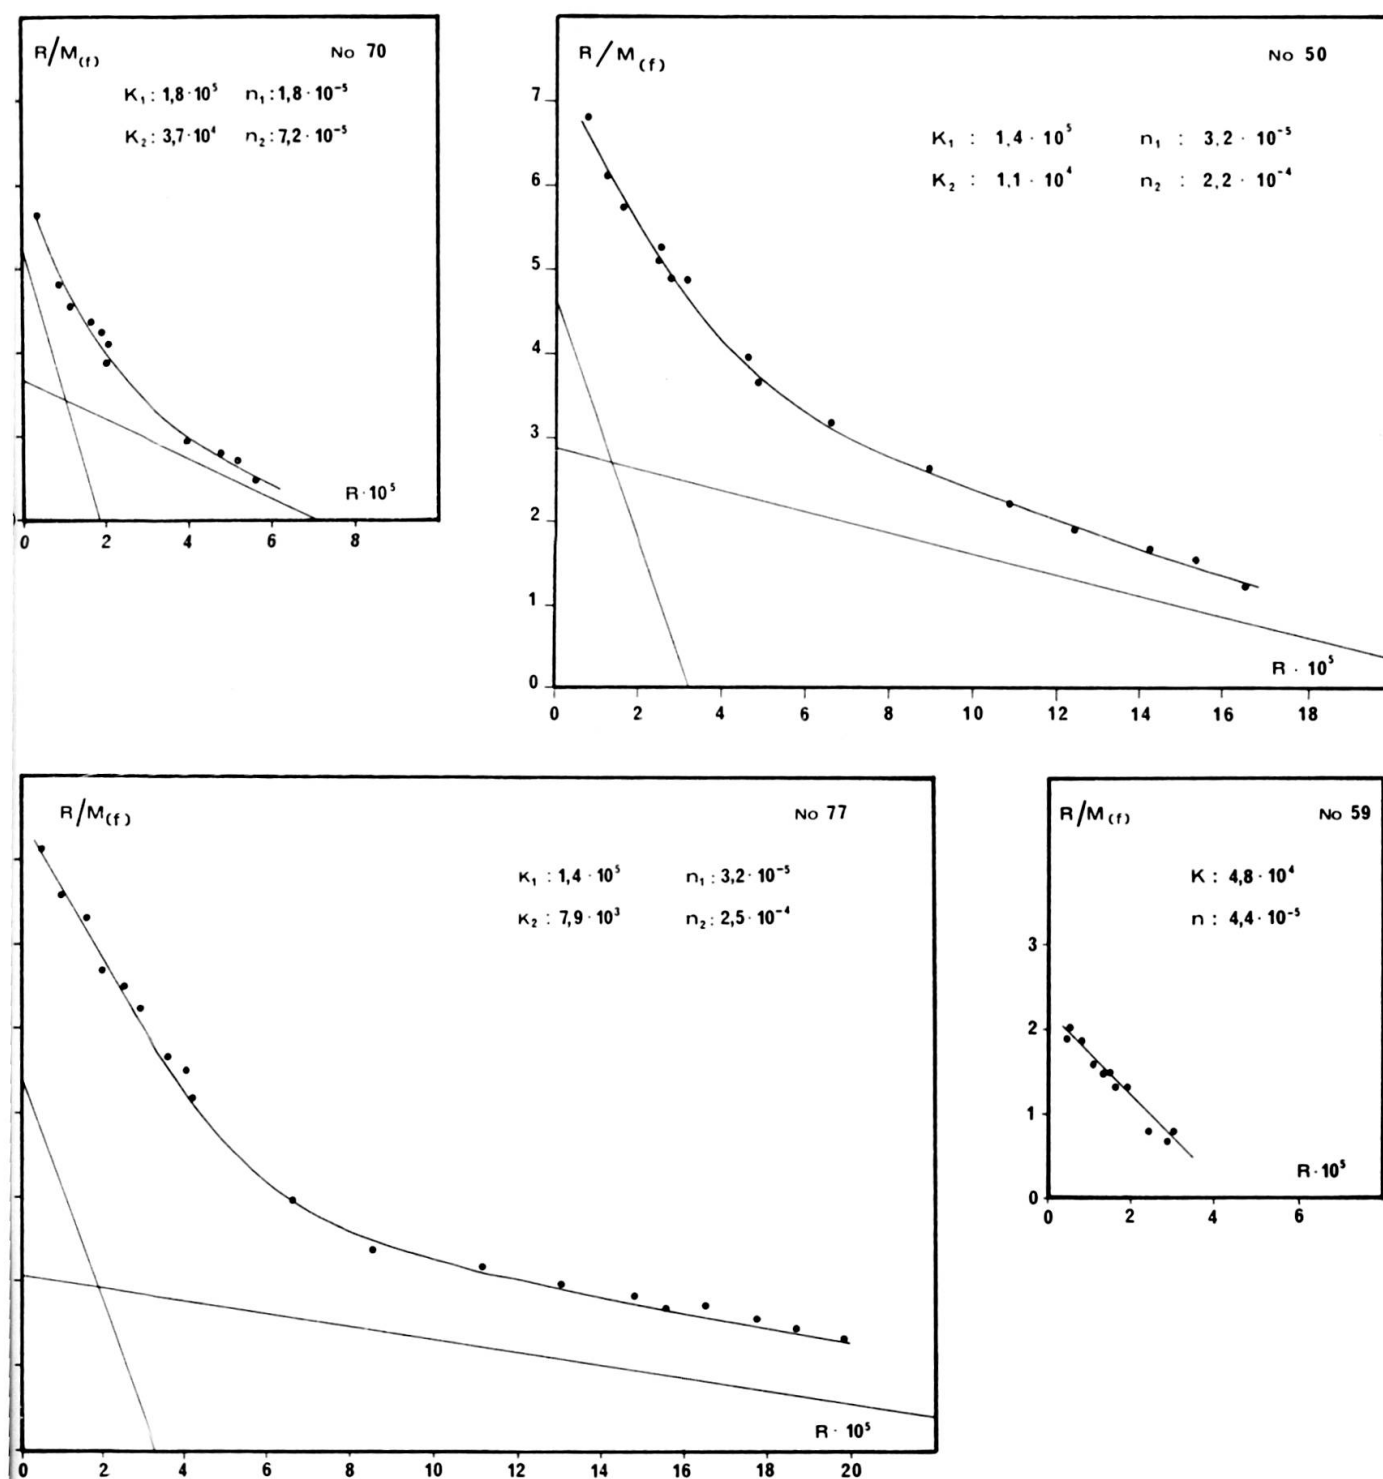 R/M(f) No 70
K₁ : 1,8 · 10⁵ n₁ : 1,8 · 10⁻⁵
K₂ : 3,7 · 10⁴ n₂ : 7,2 · 10⁻⁵
R · 10⁵
0 2 4 6 8
R/M(f) No 50
7
K₁ : 1,4 · 10⁵ n₁ : 3,2 · 10⁻⁵
6
K₂ : 1,1 · 10⁴ n₂ : 2,2 · 10⁻⁴
5
4
3
2
1
R · 10⁵
0
0 2 4 6 8 10 12 14 16 18
R/M(f) No 77
K₁ : 1,4 · 10⁵ n₁ : 3,2 · 10⁻⁵
K₂ : 7,9 · 10³ n₂ : 2,5 · 10⁻⁴
R · 10⁵
0 2 4 6 8 10 12 14 16 18 20
R/M(f) No 59
K : 4,8 · 10⁴
n : 4,4 · 10⁻⁵
3
2
1
R · 10⁵
0
0 2 4 6